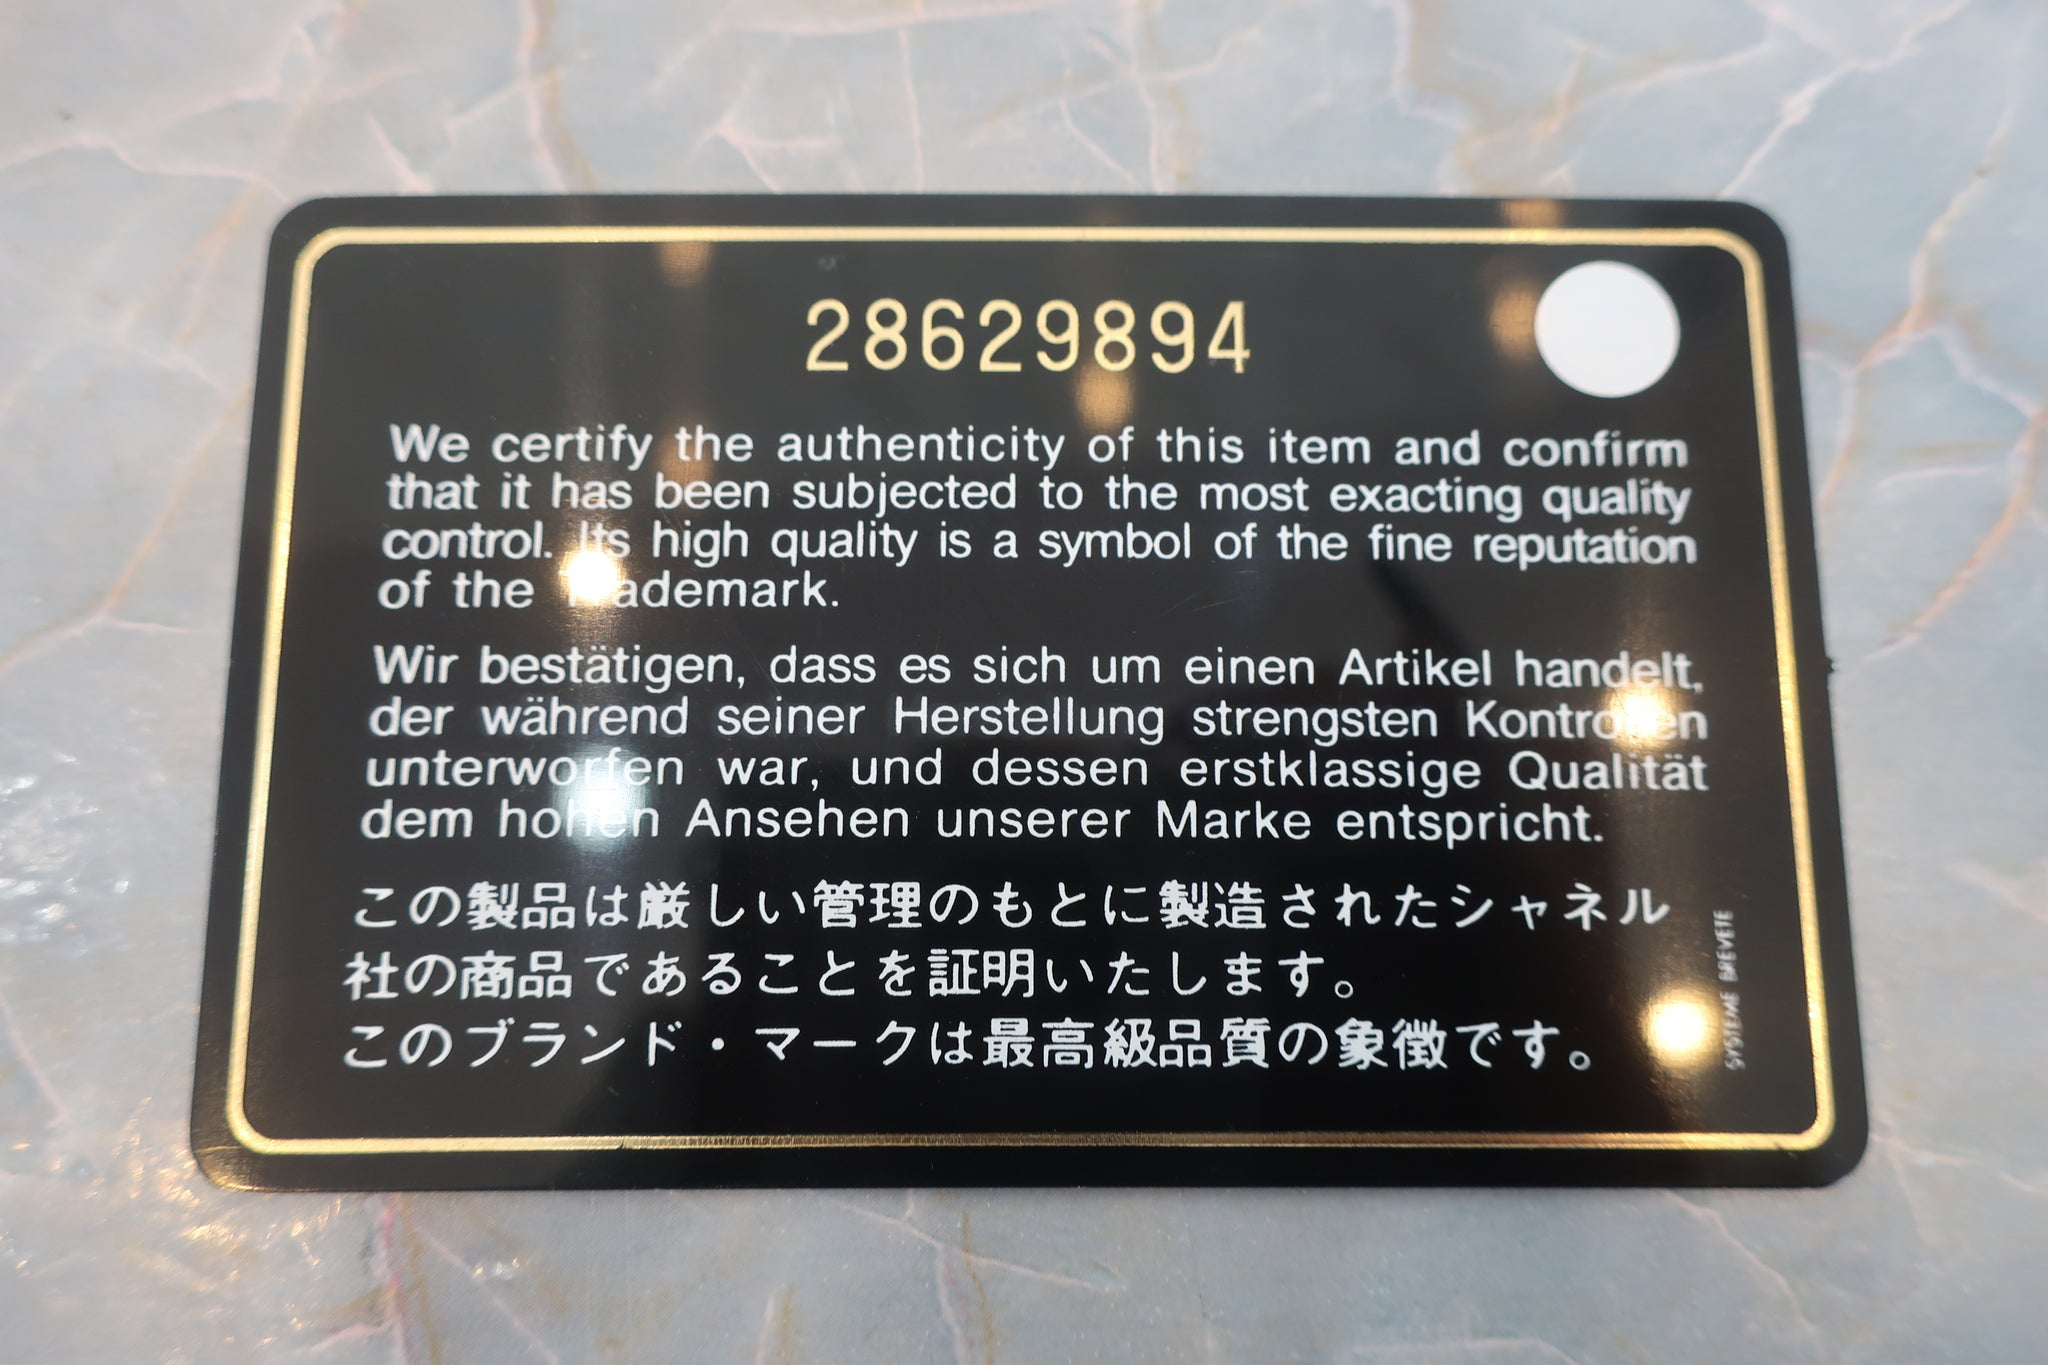 28629894
We certify the authenticity of this item and confirm
that it has been subjected to the most exacting quality
control. Its high quality is a symbol of the fine reputation
of the Trademark.
Wir bestätigen, dass es sich um einen Artikel handelt,
der während seiner Herstellung strengsten Kontrollen
unterworfen war, und dessen erstklassige Qualität
dem hohen Ansehen unserer Marke entspricht.
この製品は厳しい管理のもとに製造されたシャネル
社の商品であることを証明いたします。
このブランド・マークは最高級品質の象徴です。
SYSTEME BREVETE